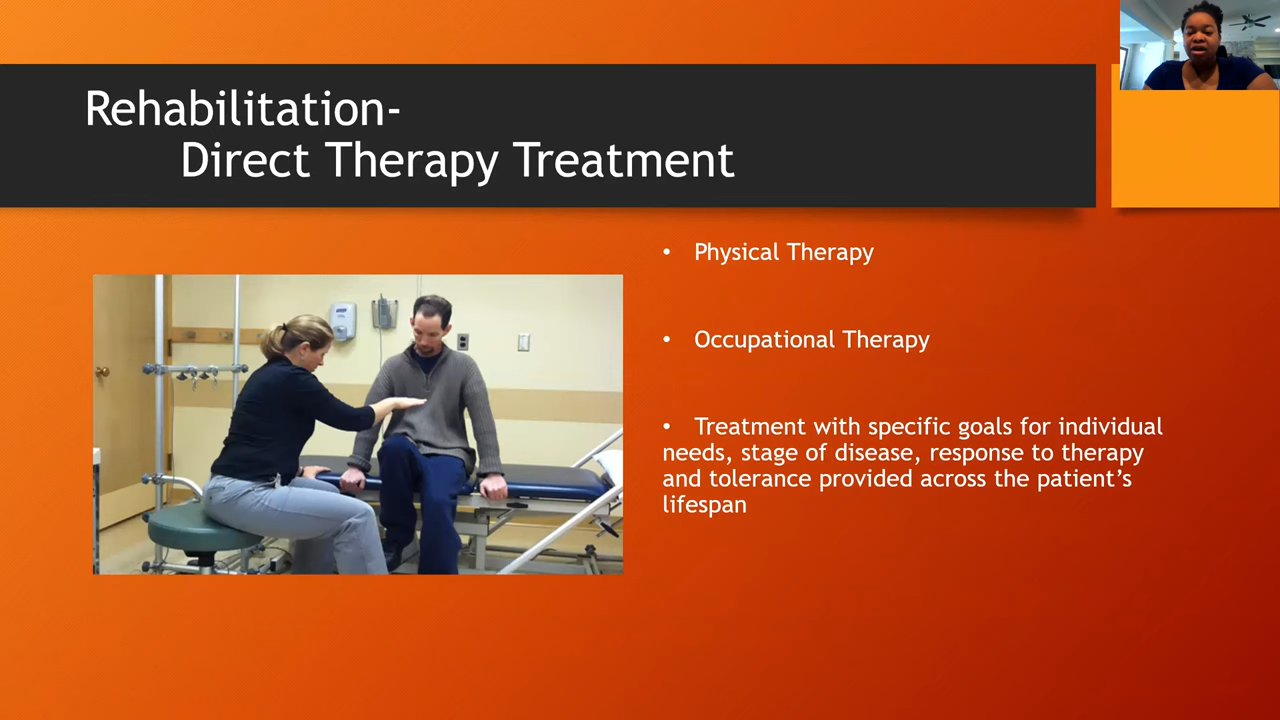 Rehabilitation-
Direct Therapy Treatment
• Physical Therapy
• Occupational Therapy
• Treatment with specific goals for individual
needs, stage of disease, response to therapy
and tolerance provided across the patient’s
lifespan